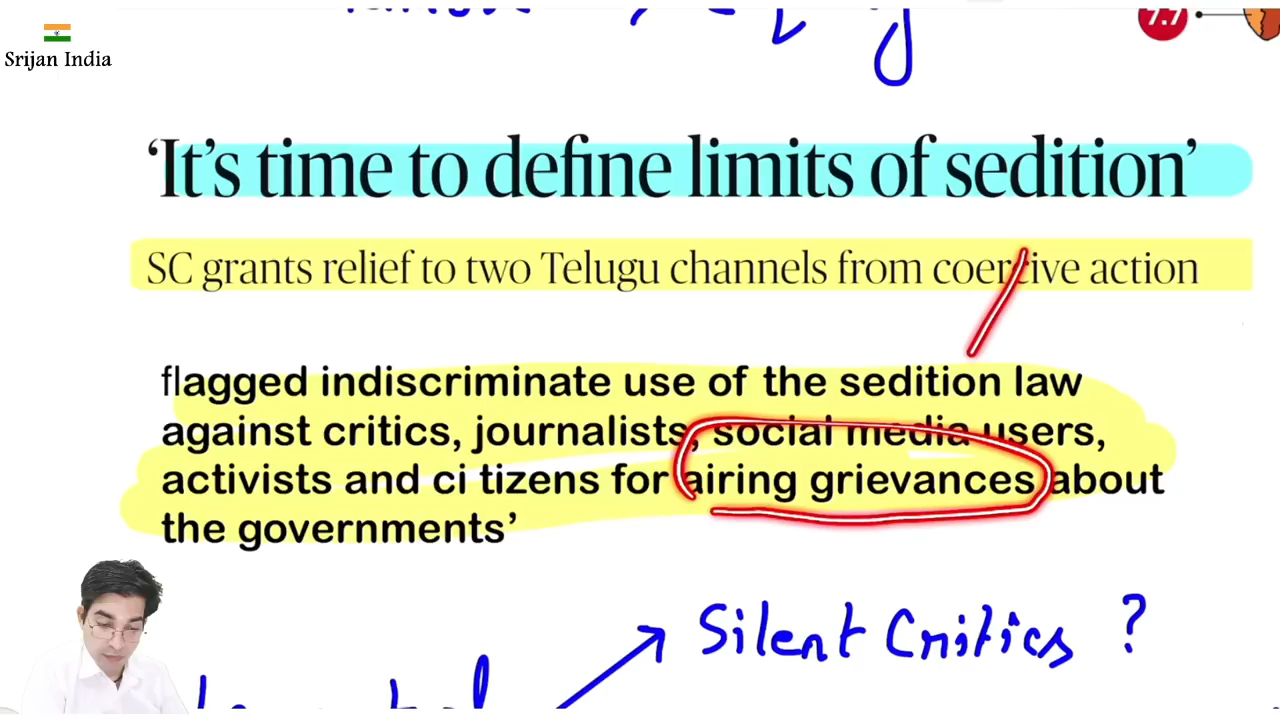 7.7
Srijan India
‘It’s time to define limits of sedition’
SC grants relief to two Telugu channels from coercive action
flagged indiscriminate use of the sedition law
against critics, journalists, social media users,
activists and ci tizens for airing grievances about
the governments’
Silent Critics ?